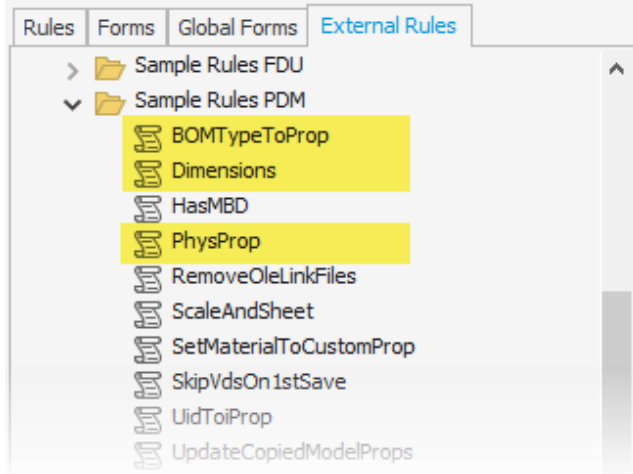 Rules Forms Global Forms External Rules
Sample Rules FDU
Sample Rules PDM
BOMTypeToProp
Dimensions
HasMBD
PhysProp
RemoveOleLinkFiles
ScaleAndSheet
SetMaterialToCustomProp
SkipVdsOn1stSave
UidToiProp
UpdateCopiedModelProps